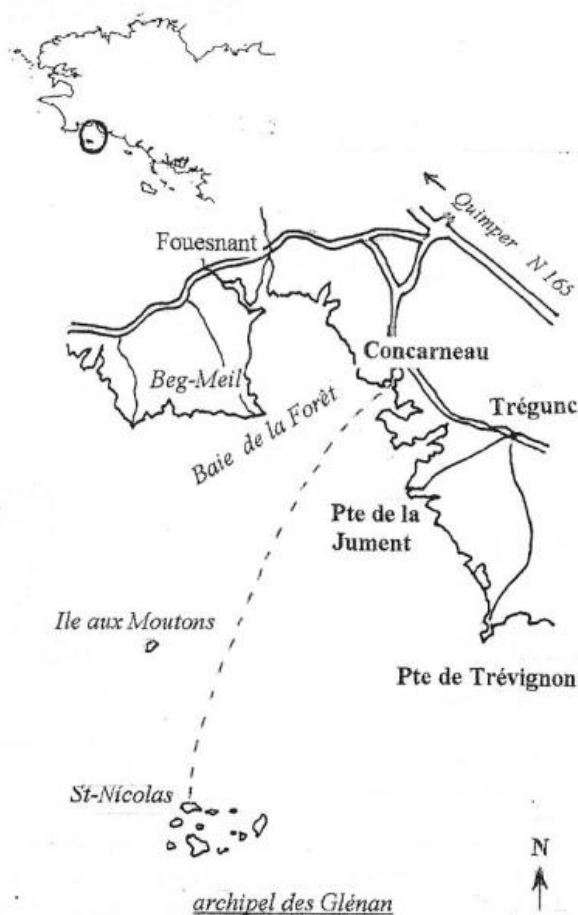 Quimper N 165
Fouesnant
Concarneau
Beg-Meil
Trégunc
Baie de la Forêt
Pte de la
Jument
Ile aux Moutons
Pte de Trévignon
St-Nicolas
N
archipel des Glénan